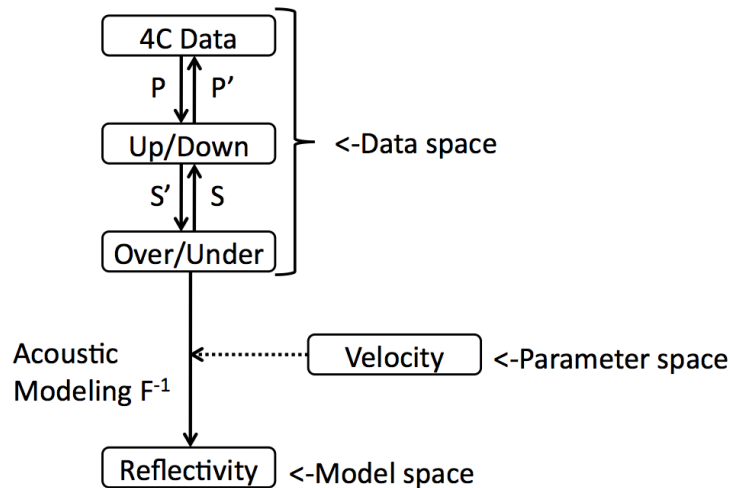 4C Data
P P’
Up/Down
<-Data space
S’ S
Over/Under
Acoustic
Modeling F-1
Velocity <-Parameter space
Reflectivity <-Model space